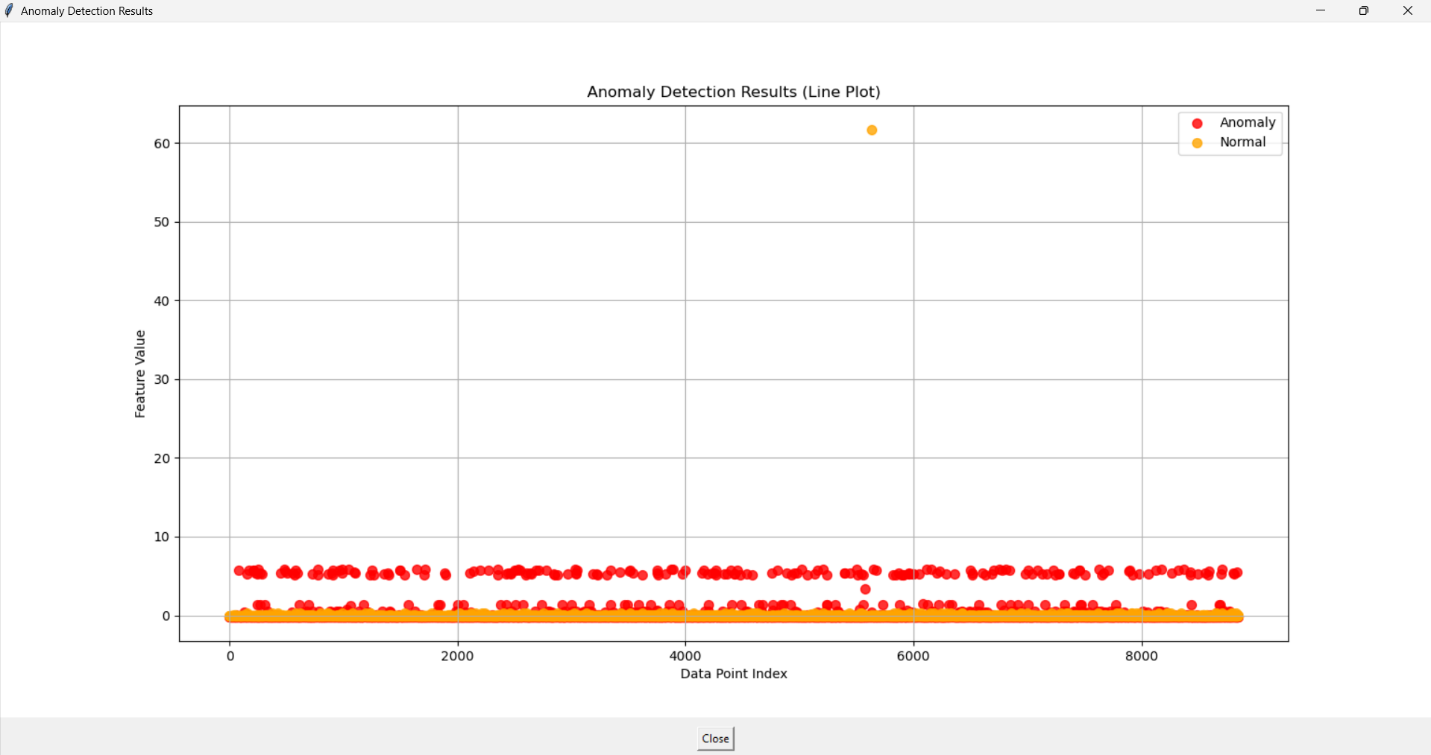 Anomaly Detection Results
Anomaly Detection Results (Line Plot)
Anomaly
Normal
60
50
40
30
20
10
0
Feature Value
0 2000 4000 6000 8000
Data Point Index
Close